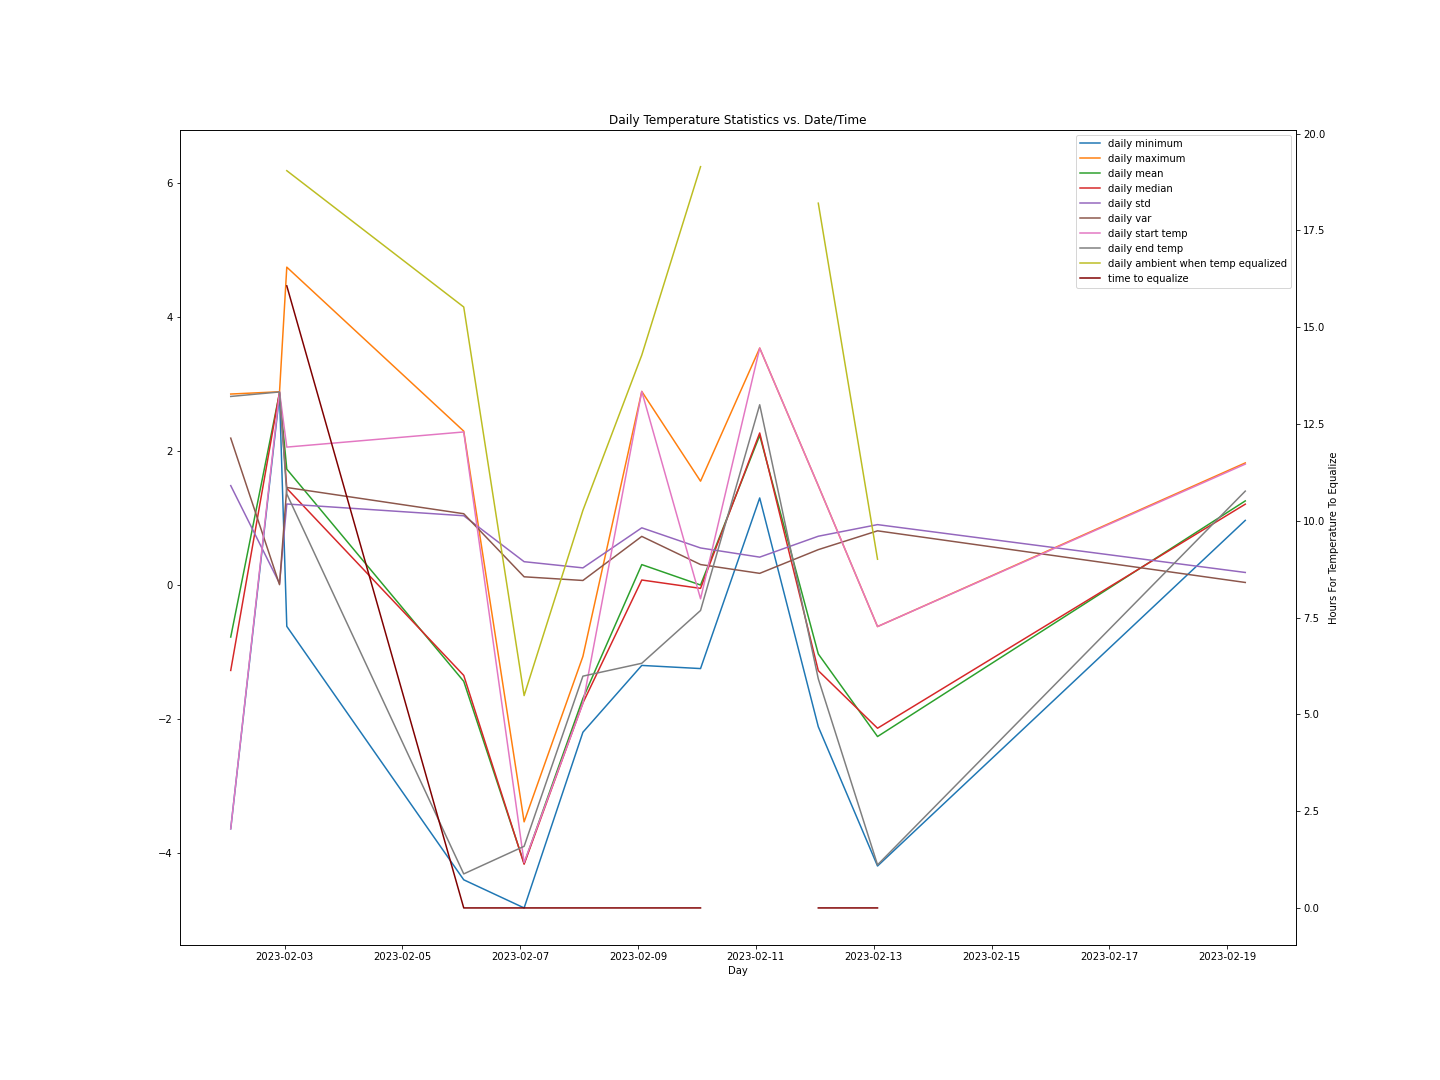 Daily Temperature Statistics vs. Date/Time
daily minimum
daily maximum
daily mean
daily median
daily std
daily var
daily start temp
daily end temp
daily ambient when temp equalized
time to equalize
6
4
2
0
−2
−4
20.0
17.5
15.0
12.5
10.0
7.5
5.0
2.5
0.0
Hours For Temperature To Equalize
2023-02-03 2023-02-05 2023-02-07 2023-02-09 2023-02-11 2023-02-13 2023-02-15 2023-02-17 2023-02-19
Day